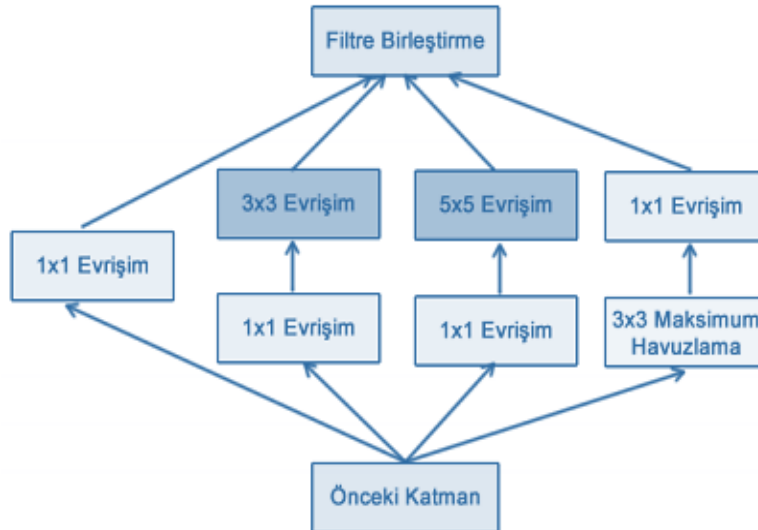 Filtre Birleştirme
3x3 Evrişim
5x5 Evrişim
1x1 Evrişim
1x1 Evrişim
1x1 Evrişim
1x1 Evrişim
3x3 Maksimum
Havuzlama
Önceki Katman